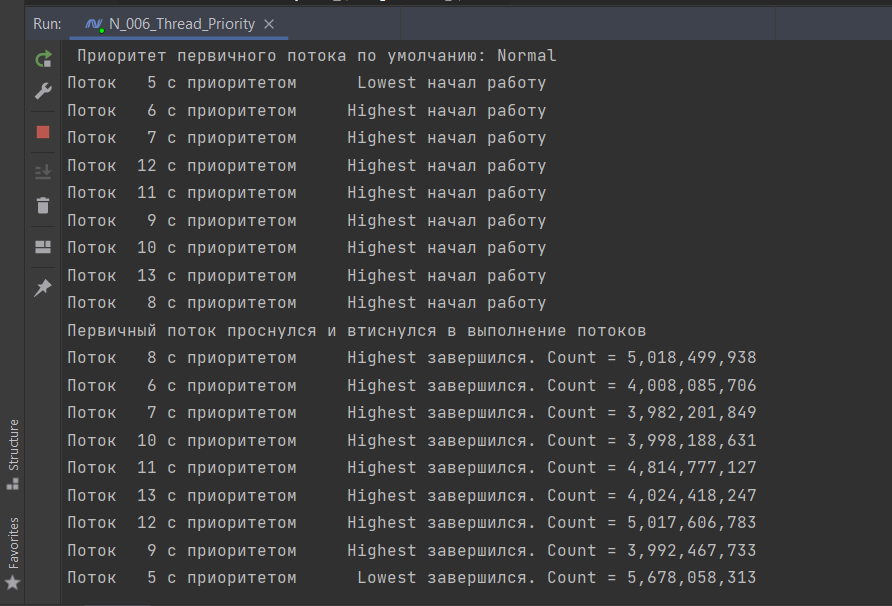 Run: N_006_Thread_Priority
Приоритет первичного потока по умолчанию: Normal
Поток 5 с приоритетом Lowest начал работу
Поток 6 с приоритетом Highest начал работу
Поток 7 с приоритетом Highest начал работу
Поток 12 с приоритетом Highest начал работу
Поток 11 с приоритетом Highest начал работу
Поток 9 с приоритетом Highest начал работу
Поток 10 с приоритетом Highest начал работу
Поток 13 с приоритетом Highest начал работу
Поток 8 с приоритетом Highest начал работу
Первичный поток проснулся и втиснулся в выполнение потоков
Поток 8 с приоритетом Highest завершился. Count = 5,018,499,938
Поток 6 с приоритетом Highest завершился. Count = 4,008,085,706
Поток 7 с приоритетом Highest завершился. Count = 3,982,201,849
Поток 10 с приоритетом Highest завершился. Count = 3,998,188,631
Поток 11 с приоритетом Highest завершился. Count = 4,814,777,127
Поток 13 с приоритетом Highest завершился. Count = 4,024,418,247
Поток 12 с приоритетом Highest завершился. Count = 5,017,606,783
Поток 9 с приоритетом Highest завершился. Count = 3,992,467,733
Поток 5 с приоритетом Lowest завершился. Count = 5,678,058,313
Structure
Favorites